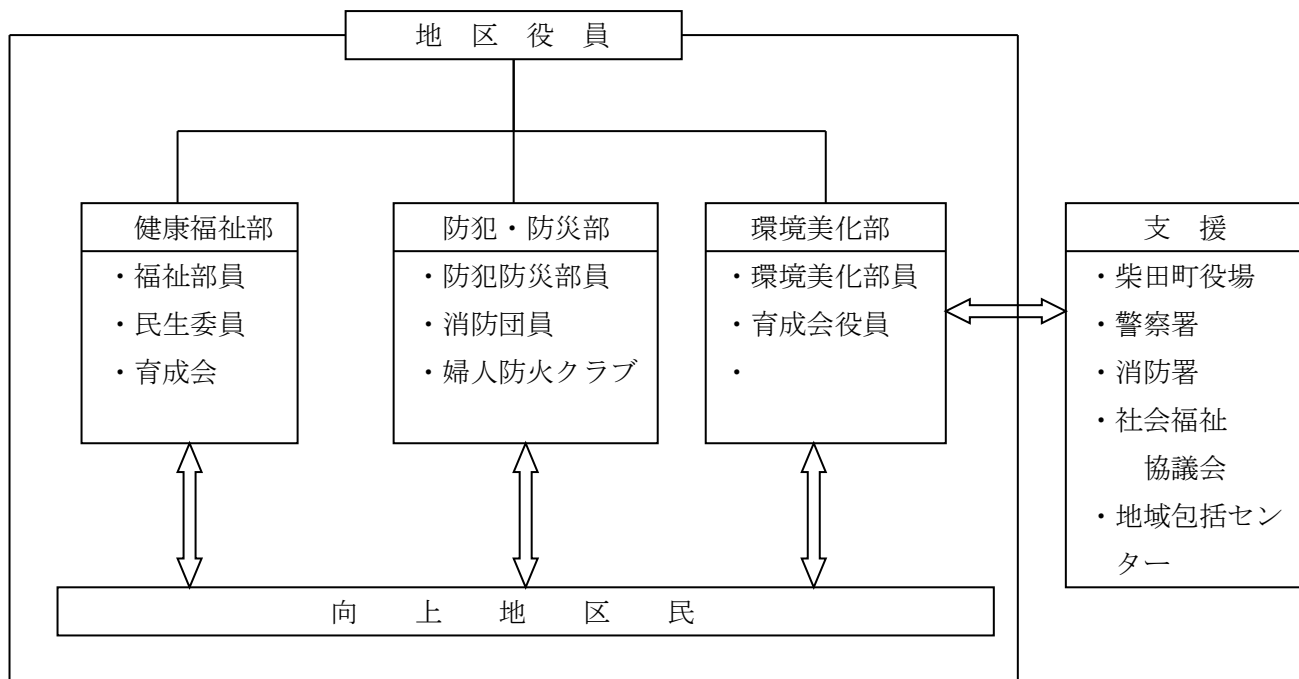 地区役員
健康福祉部
・福祉部員
・民生委員
・育成会
防犯・防災部
・防犯防災部員
・消防団員
・婦人防火クラブ
環境美化部
・環境美化部員
・育成会役員
・
支援
・柴田町役場
・警察署
・消防署
・社会福祉
協議会
・地域包括セン
ター
向上地区民